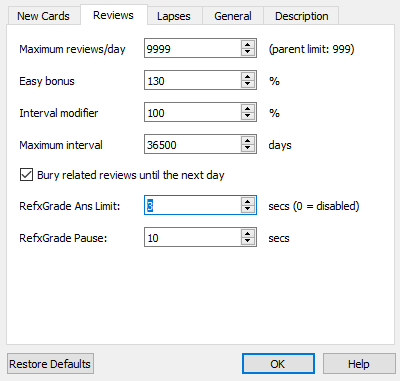 New Cards Reviews Lapses General Description
Maximum reviews/day 9999 (parent limit: 999)
Easy bonus 130 %
Interval modifier 100 %
Maximum interval 36500 days
Bury related reviews until the next day
RefxGrade Ans Limit: 3 secs (0 = disabled)
RefxGrade Pause: 10 secs
Restore Defaults OK Help